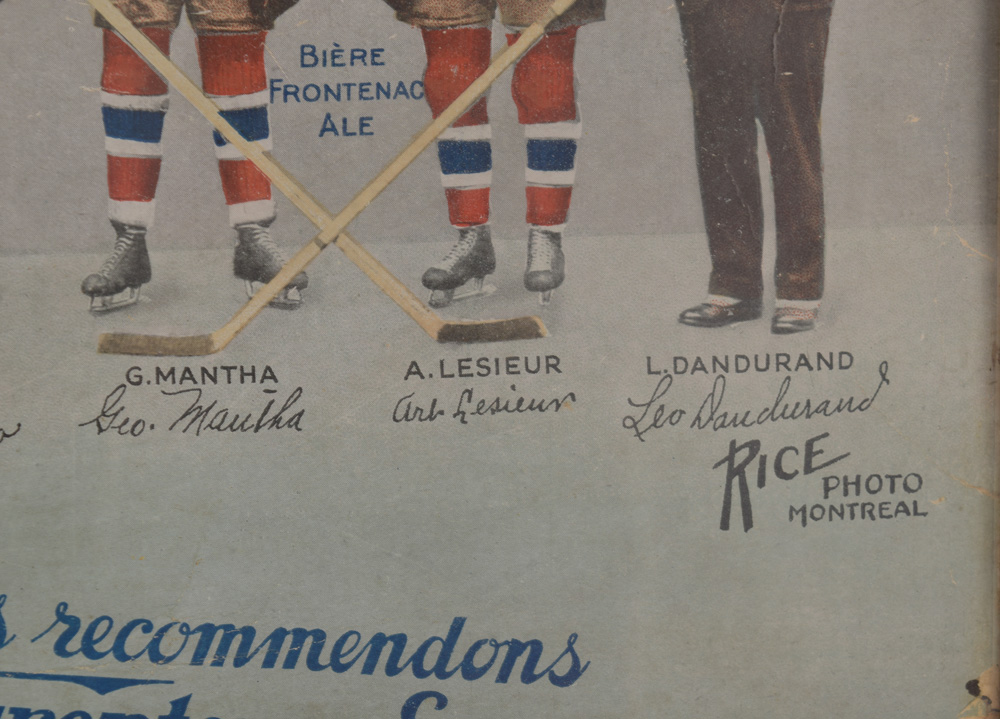 BIÈRE
FRONTENAC
ALE
G. MANTHA
A. LESIEUR
L. DANDURAND
Geo. Mantha
Art Lesieur
Leo Dandurand
RICE
PHOTO
MONTREAL
recommendons